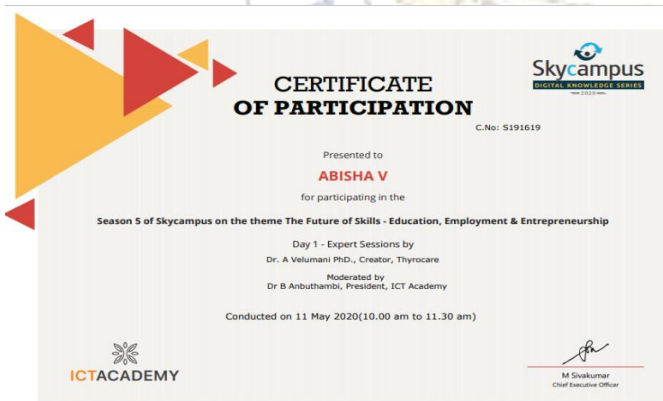 CERTIFICATE
OF PARTICIPATION
Skycampus
DIGITAL KNOWLEDGE SERIES
2020
C.No: S191619
Presented to
ABISHA V
for participating in the
Season 5 of Skycampus on the theme The Future of Skills - Education, Employment & Entrepreneurship
Day 1 - Expert Sessions by
Dr. A Velumani PhD., Creator, Thyrocare
Moderated by
Dr B Anbuthambi, President, ICT Academy
Conducted on 11 May 2020(10.00 am to 11.30 am)
ICTACADEMY
M Sivakumar
Chief Executive Officer